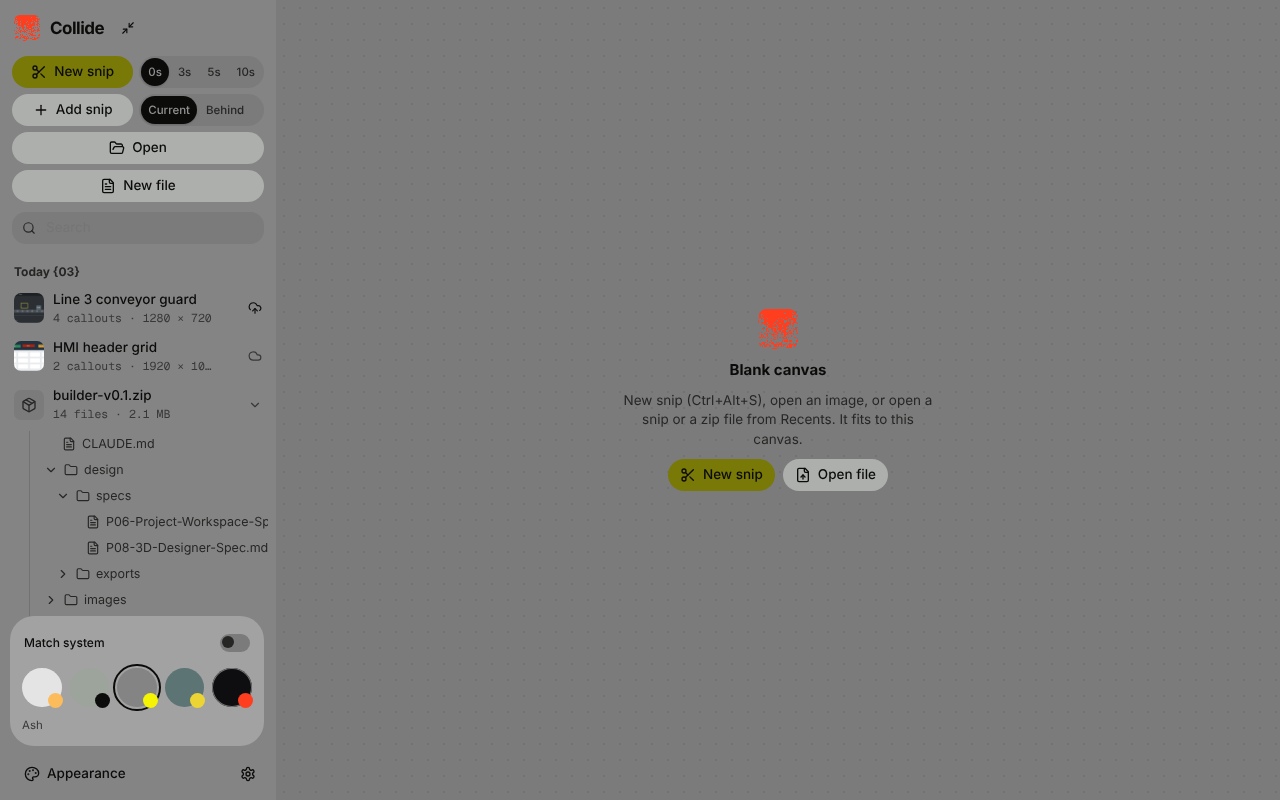 Collide
New snip
0s 3s 5s 10s
Add snip
Current Behind
Open
New file
Search
Today {03}
Line 3 conveyor guard
4 callouts · 1280 × 720
HMI header grid
2 callouts · 1920 × 10…
builder-v0.1.zip
14 files · 2.1 MB
CLAUDE.md
design
specs
P06-Project-Workspace-Sp
P08-3D-Designer-Spec.md
exports
images
Match system
Ash
Appearance
Blank canvas
New snip (Ctrl+Alt+S), open an image, or open a
snip or a zip file from Recents. It fits to this
canvas.
New snip
Open file